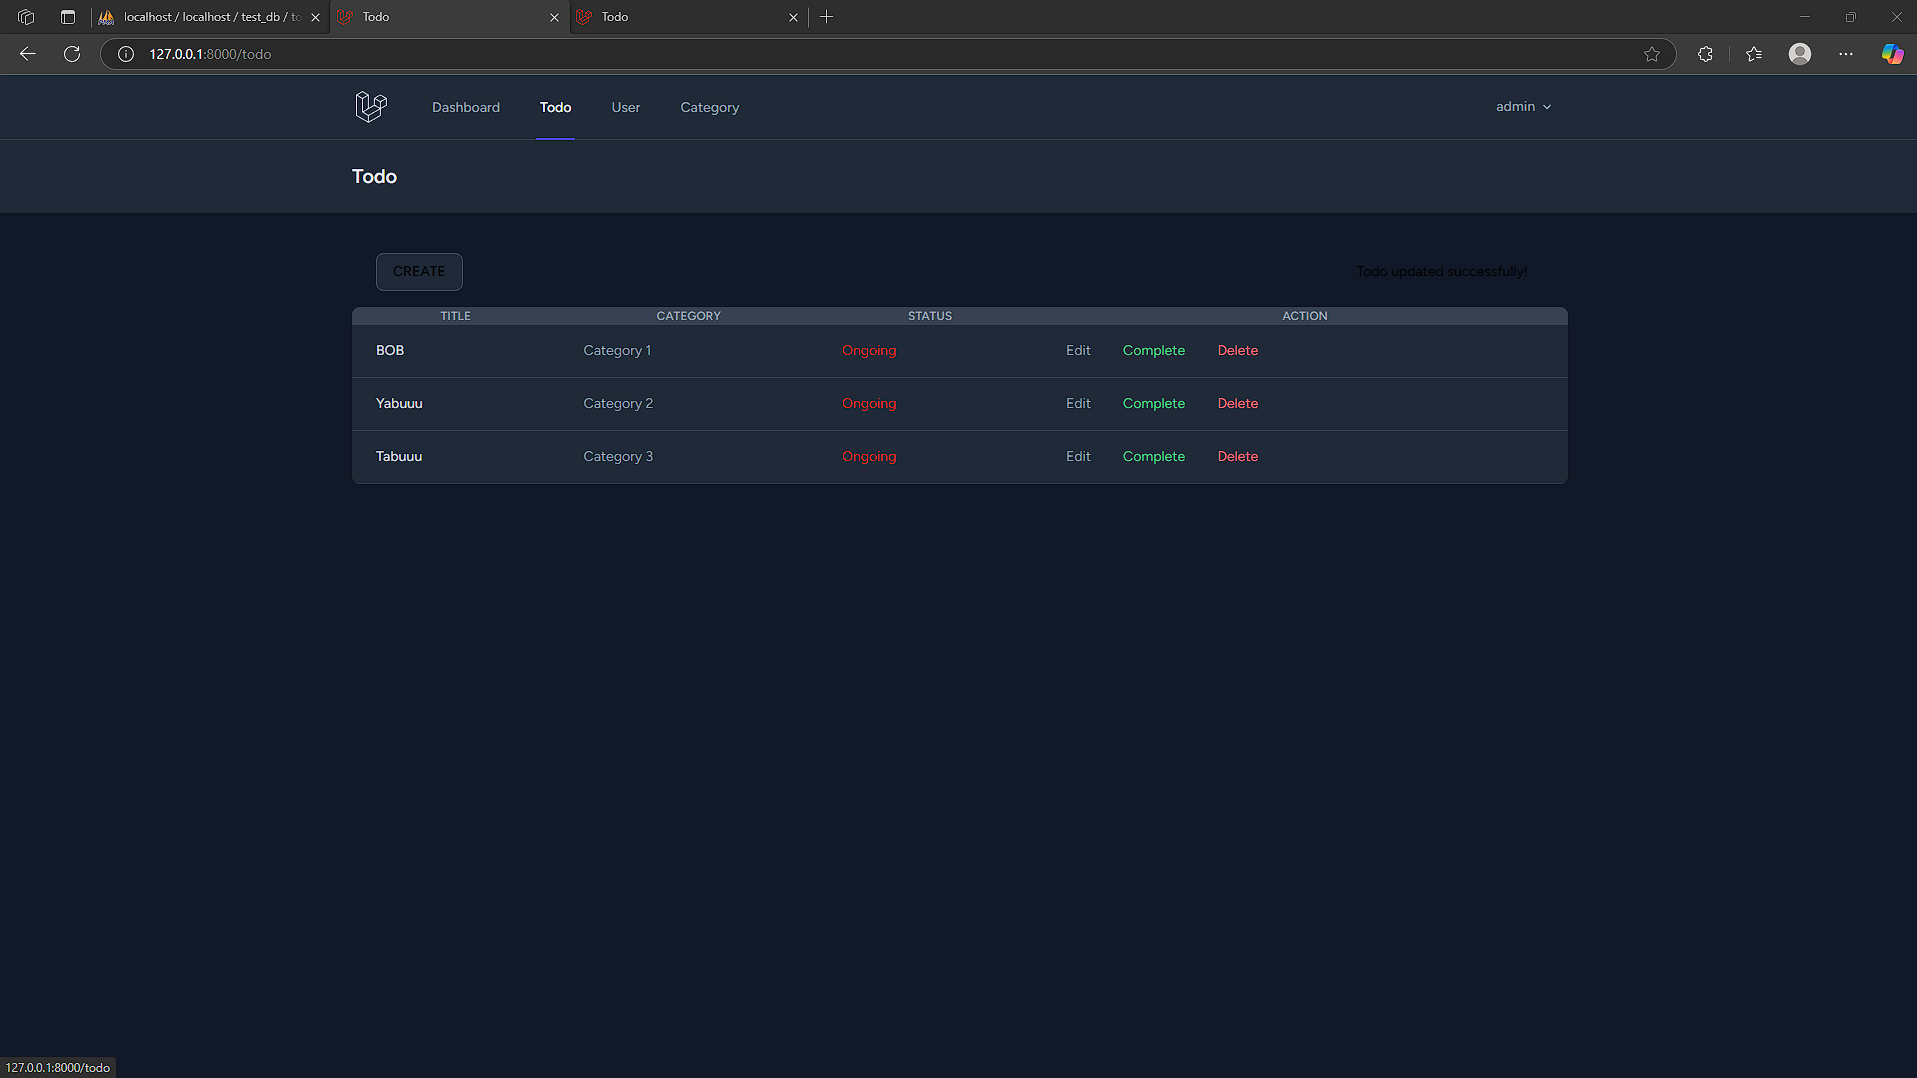 localhost / localhost / test_db / to
Todo
Todo
127.0.0.1:8000/todo
Dashboard
Todo
User
Category
admin
Todo
CREATE
Todo updated successfully!
TITLE CATEGORY STATUS ACTION
BOB Category 1 Ongoing Edit Complete Delete
Yabuuu Category 2 Ongoing Edit Complete Delete
Tabuuu Category 3 Ongoing Edit Complete Delete
127.0.0.1:8000/todo